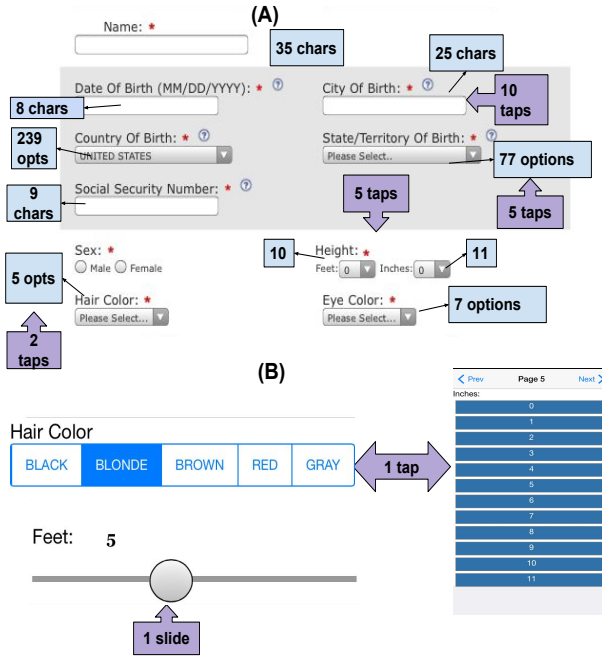 (A)
Name: *
35 chars
25 chars
Date Of Birth (MM/DD/YYYY): * ?
City Of Birth: * ?
8 chars
10
taps
239
opts
Country Of Birth: * ?
UNITED STATES
State/Territory Of Birth: * ?
Please Select..
77 options
9
chars
Social Security Number: * ?
5 taps
5 taps
Sex: *
Male Female
10
Height: *
Feet: 0 Inches: 0
11
5 opts
Hair Color: *
Please Select...
Eye Color: *
Please Select...
7 options
2
taps
(B)
Prev Page 5 Next
Inches:
0
1
2
3
4
5
6
7
8
9
10
11
Hair Color
BLACK BLONDE BROWN RED GRAY
1 tap
Feet: 5
1 slide